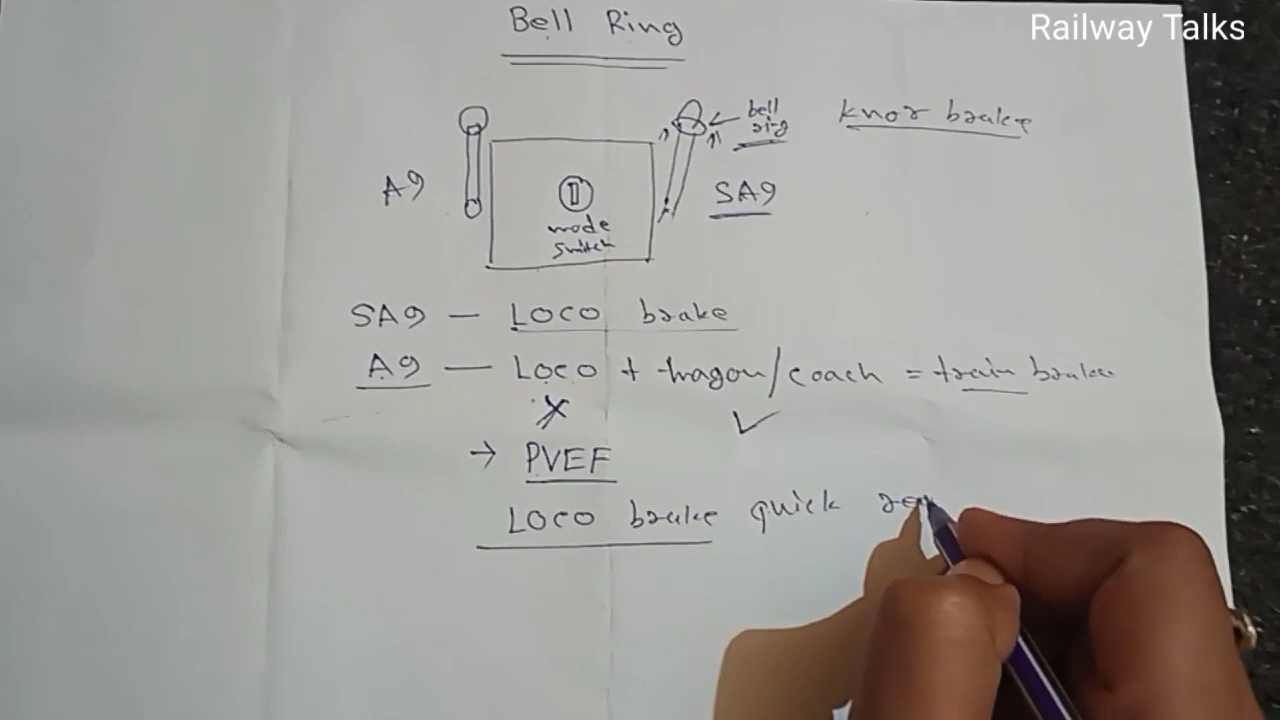 Railway Talks
Bell Ring
bell
ring
knor brake
A9
SA9
mode
switch
SA9 — LOCO brake
A9 — LOCO + wagon/coach = train brake
→ PVEF
LOCO brake quick